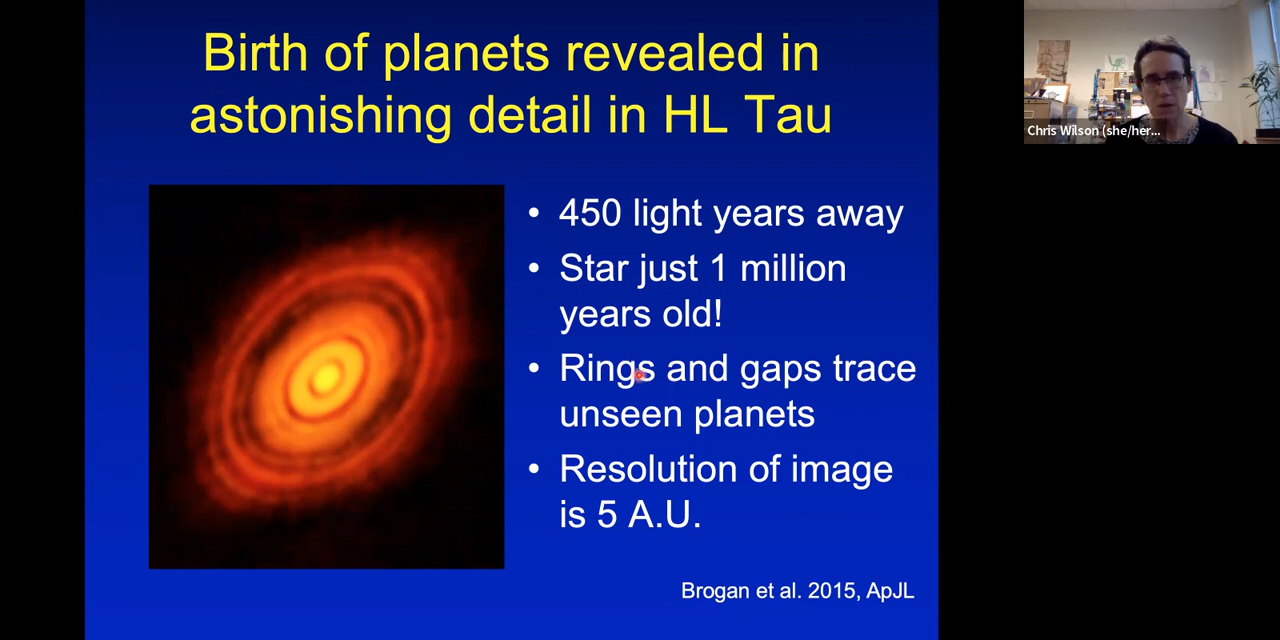 Birth of planets revealed in
astonishing detail in HL Tau
• 450 light years away
• Star just 1 million
years old!
• Rings and gaps trace
unseen planets
• Resolution of image
is 5 A.U.
Brogan et al. 2015, ApJL
Chris Wilson (she/her...